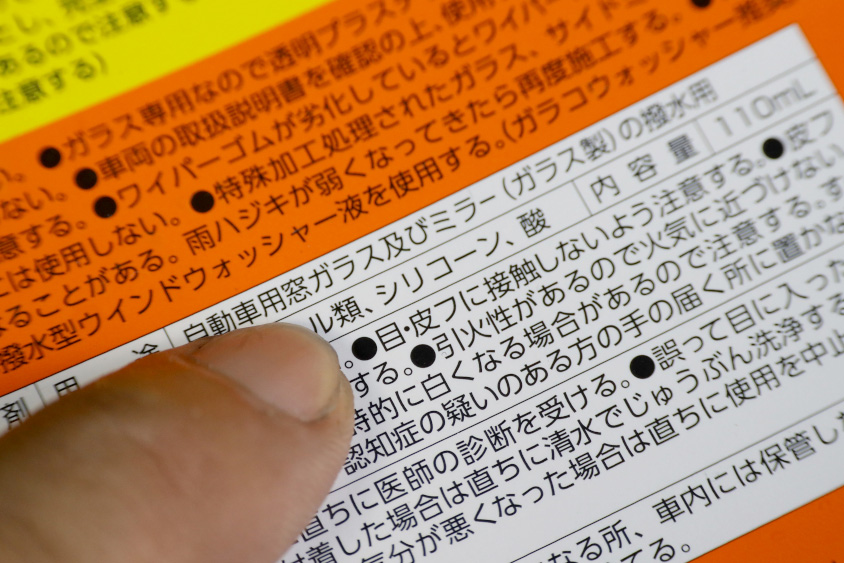 あるので注意する
注意する)
●ガラス専用なので透明プラスチ
●車両の取扱説明書を確認の上、使用
ない。●ワイパーゴムが劣化しているとワイパー
意する。●特殊加工処理されたガラス、サイドミ
には使用しない。雨ハジキが弱くなってきたら再度施工する。
なることがある。(ガラコウォッシャー推奨
撥水型ウインドウォッシャー液を使用する。
剤 用 途 自動車用窓ガラス及びミラー(ガラス製)の撥水用
ル類、シリコーン、酸 内容量 110mL
。●目・皮フに接触しないよう注意する。●皮フ
する。●引火性があるので火気に近づけない
時的に白くなる場合があるので注意する。す
認知症の疑いのある方の手の届く所に置かな
直ちに医師の診断を受ける。●誤って目に入った
付着した場合は直ちに清水でじゅうぶん洗浄する
気分が悪くなった場合は直ちに使用を中止
なる所、車内には保管しな
てる。